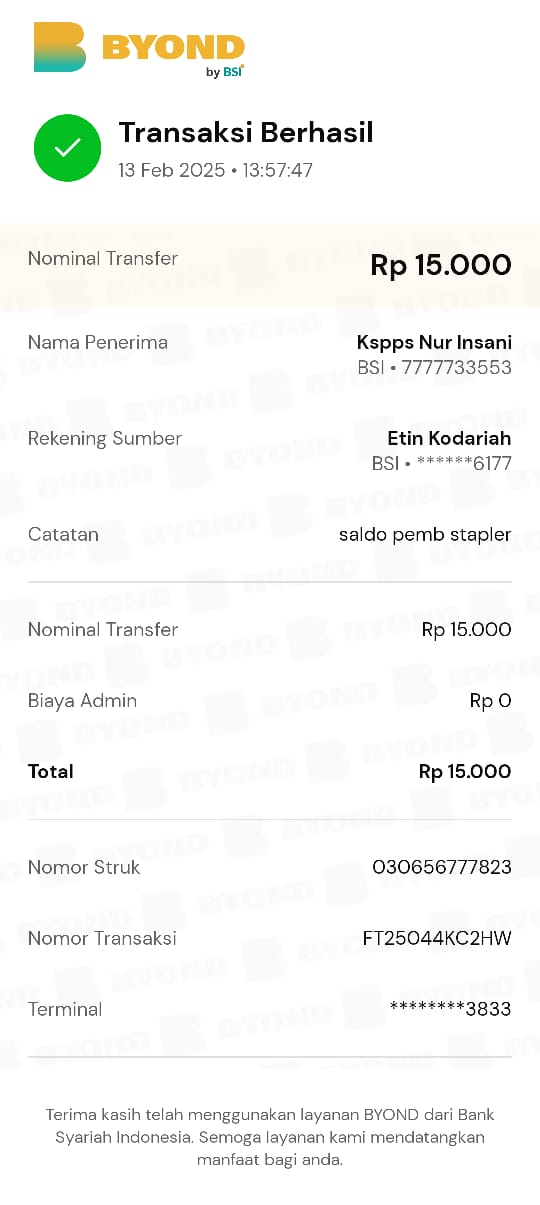 BYOND
by BSI
Transaksi Berhasil
13 Feb 2025 • 13:57:47
Nominal Transfer Rp 15.000
Nama Penerima Kspps Nur Insani
BSI • 7777733553
Rekening Sumber Etin Kodariah
BSI • ******6177
Catatan saldo pemb stapler
Nominal Transfer Rp 15.000
Biaya Admin Rp 0
Total Rp 15.000
Nomor Struk 030656777823
Nomor Transaksi FT25044KC2HW
Terminal ********3833
Terima kasih telah menggunakan layanan BYOND dari Bank
Syariah Indonesia. Semoga layanan kami mendatangkan
manfaat bagi anda.